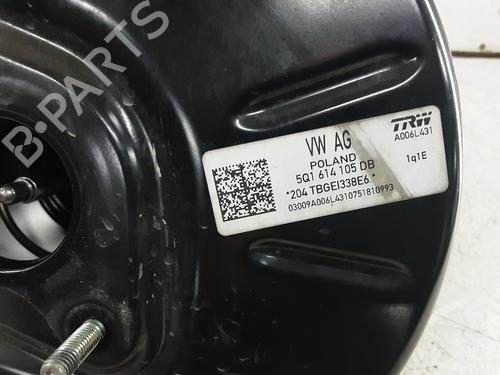 B-PARTS
VW AG
POLAND
5Q1 614 105 DB
*204 TBGEI338E6*
03009A006L4310751810993
TRW
A006L431
1q1E